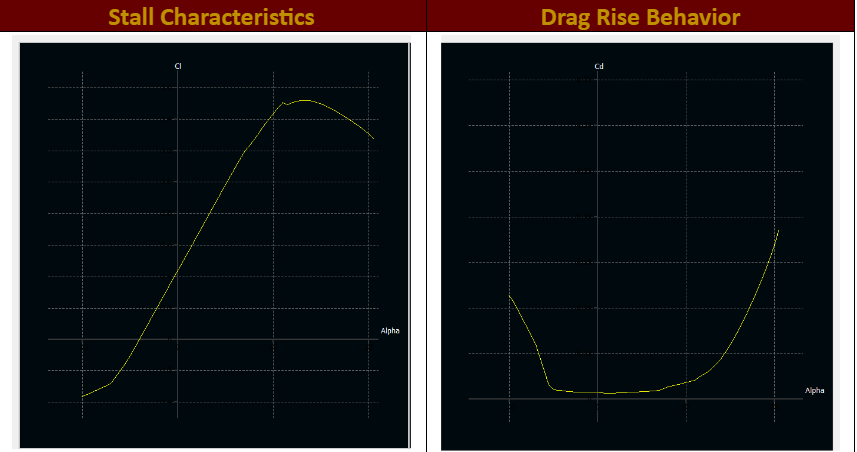 Stall Characteristics
Drag Rise Behavior
Cl
Alpha
Cd
Alpha